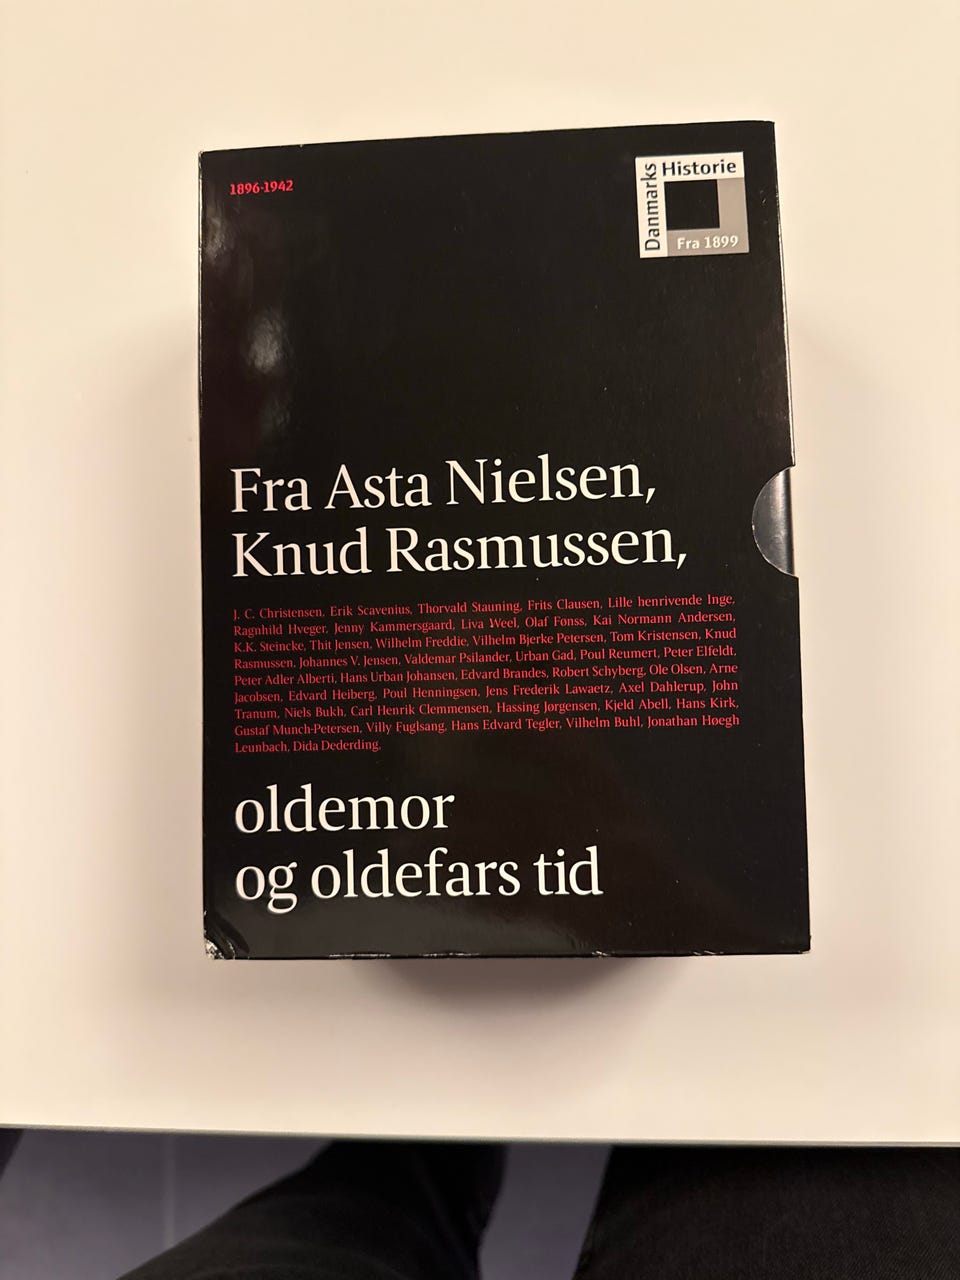 1896-1942
Danmarks
Historie
Fra 1899
Fra Asta Nielsen,
Knud Rasmussen,
J. C. Christensen, Erik Scavenius, Thorvald Stauning, Frits Clausen, Lille henrivende Inge,
Ragnhild Hveger, Jenny Kammersgaard, Liva Weel, Olaf Fonss, Kai Normann Andersen,
K.K. Steincke, Thit Jensen, Wilhelm Freddie, Vilhelm Bjerke Petersen, Tom Kristensen, Knud
Rasmussen, Johannes V. Jensen, Valdemar Psilander, Urban Gad, Poul Reumert, Peter Elfeldt,
Peter Adler Alberti, Hans Urban Johansen, Edvard Brandes, Robert Schyberg, Ole Olsen, Arne
Jacobsen, Edvard Heiberg, Poul Henningsen, Jens Frederik Lawaetz, Axel Dahlerup, John
Tranum, Niels Bukh, Carl Henrik Clemmensen, Hassing Jørgensen, Kjeld Abell, Hans Kirk,
Gustaf Munch-Petersen, Villy Fuglsang, Hans Edvard Tegler, Vilhelm Buhl, Jonathan Høegh
Leunbach, Dida Dederding,
oldemor
og oldefars tid